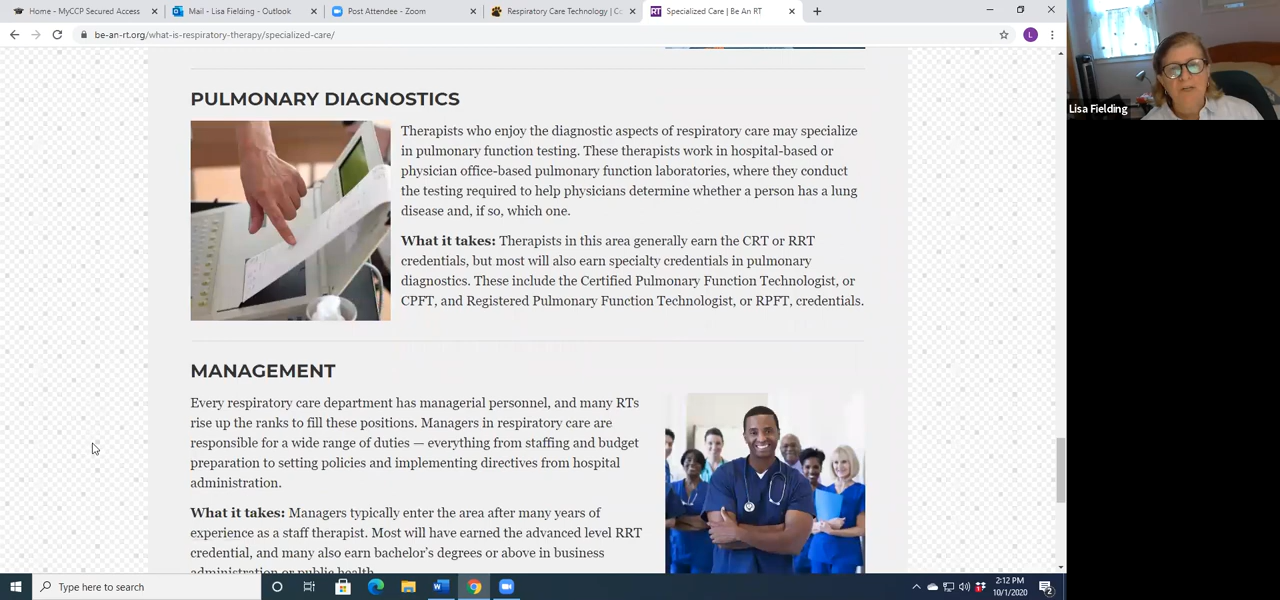 Home - MyCCP Secured Access
Mail - Lisa Fielding - Outlook
Post Attendee - Zoom
Respiratory Care Technology | Co
RT
Specialized Care | Be An RT
be-an-rt.org/what-is-respiratory-therapy/specialized-care/
L
Lisa Fielding
PULMONARY DIAGNOSTICS
Therapists who enjoy the diagnostic aspects of respiratory care may specialize
in pulmonary function testing. These therapists work in hospital-based or
physician office-based pulmonary function laboratories, where they conduct
the testing required to help physicians determine whether a person has a lung
disease and, if so, which one.
What it takes: Therapists in this area generally earn the CRT or RRT
credentials, but most will also earn specialty credentials in pulmonary
diagnostics. These include the Certified Pulmonary Function Technologist, or
CPFT, and Registered Pulmonary Function Technologist, or RPFT, credentials.
MANAGEMENT
Every respiratory care department has managerial personnel, and many RTs
rise up the ranks to fill these positions. Managers in respiratory care are
responsible for a wide range of duties — everything from staffing and budget
preparation to setting policies and implementing directives from hospital
administration.
What it takes: Managers typically enter the area after many years of
experience as a staff therapist. Most will have earned the advanced level RRT
credential, and many also earn bachelor's degrees or above in business
administration or public health.
Type here to search
2:12 PM
10/1/2020
2